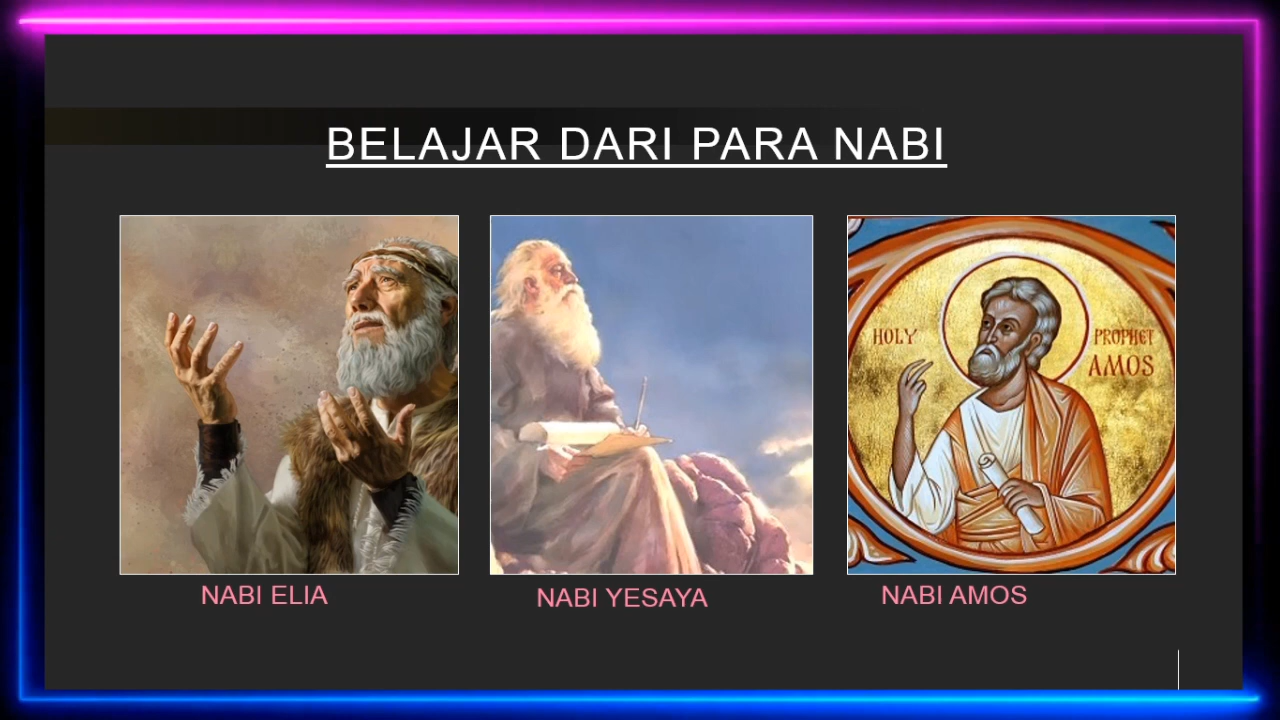 BELAJAR DARI PARA NABI
HOLY
PROPHET
AMOS
NABI ELIA
NABI YESAYA
NABI AMOS